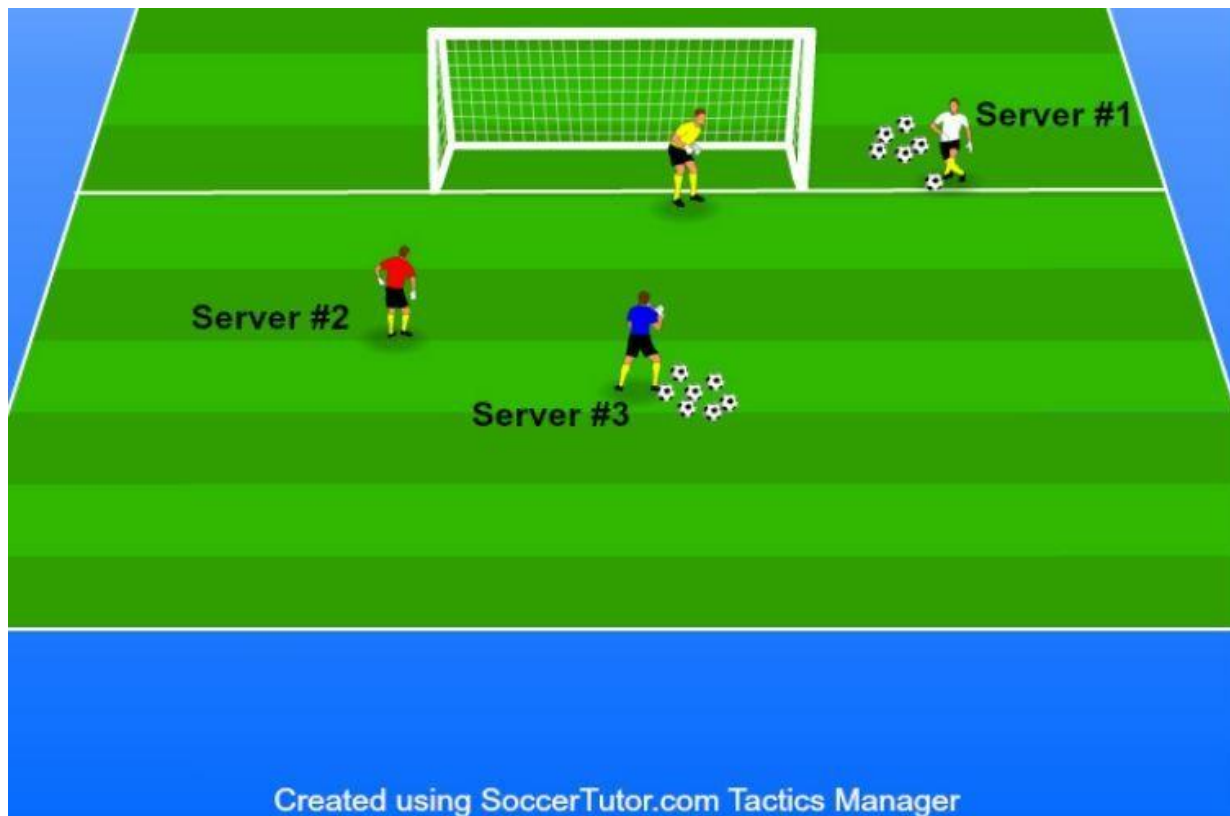 Server #1
Server #2
Server #3
Created using SoccerTutor.com Tactics Manager